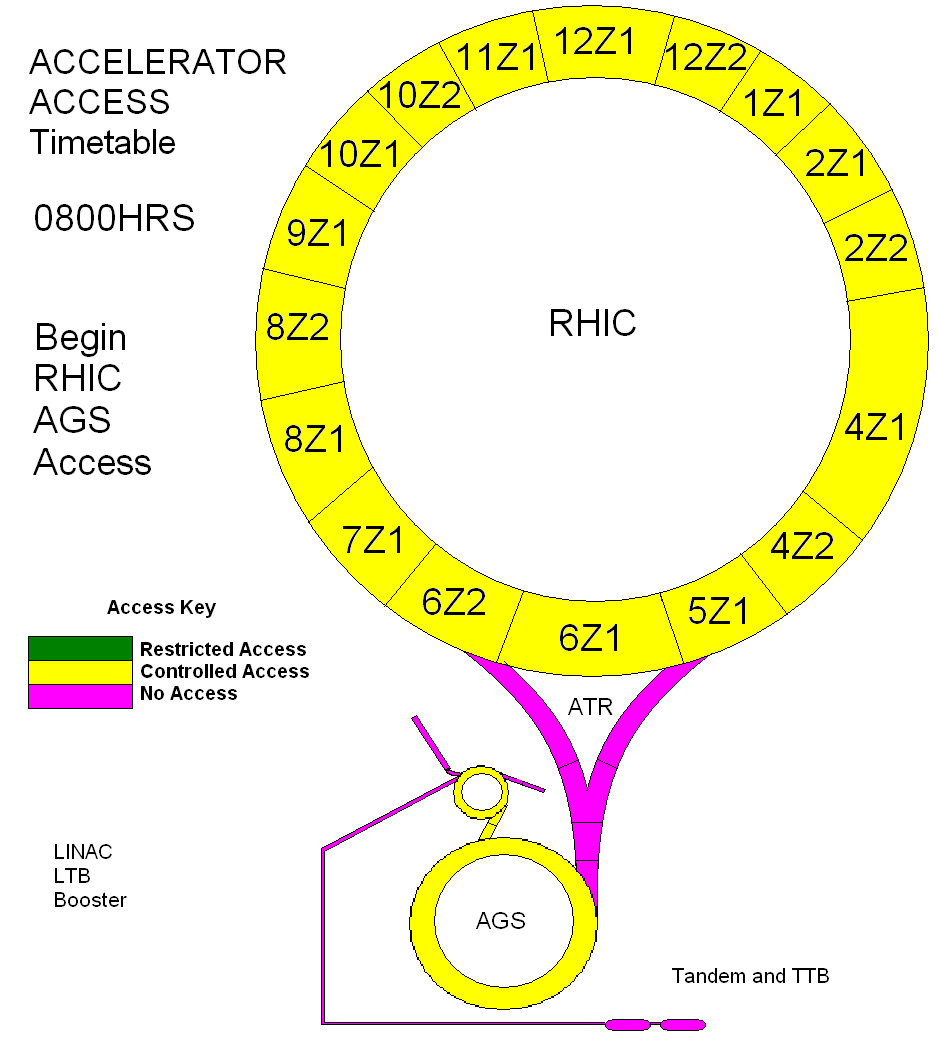 ACCELERATOR
ACCESS
Timetable
0800HRS
Begin
RHIC
AGS
Access
12Z1
12Z2
1Z1
2Z1
2Z2
4Z1
4Z2
5Z1
6Z1
6Z2
7Z1
8Z1
8Z2
9Z1
10Z1
10Z2
11Z1
RHIC
Access Key
Restricted Access
Controlled Access
No Access
ATR
LINAC
LTB
Booster
AGS
Tandem and TTB